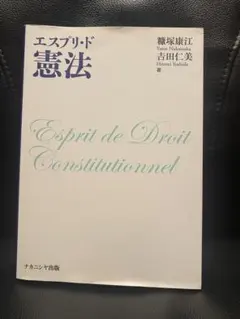 エスプリ・ド
憲法
糠塚康江
Yasue Nukatsuka
吉田仁美
Hitomi Yoshida
著
Esprit de Droit
Constitutionnel
ナカニシヤ出版